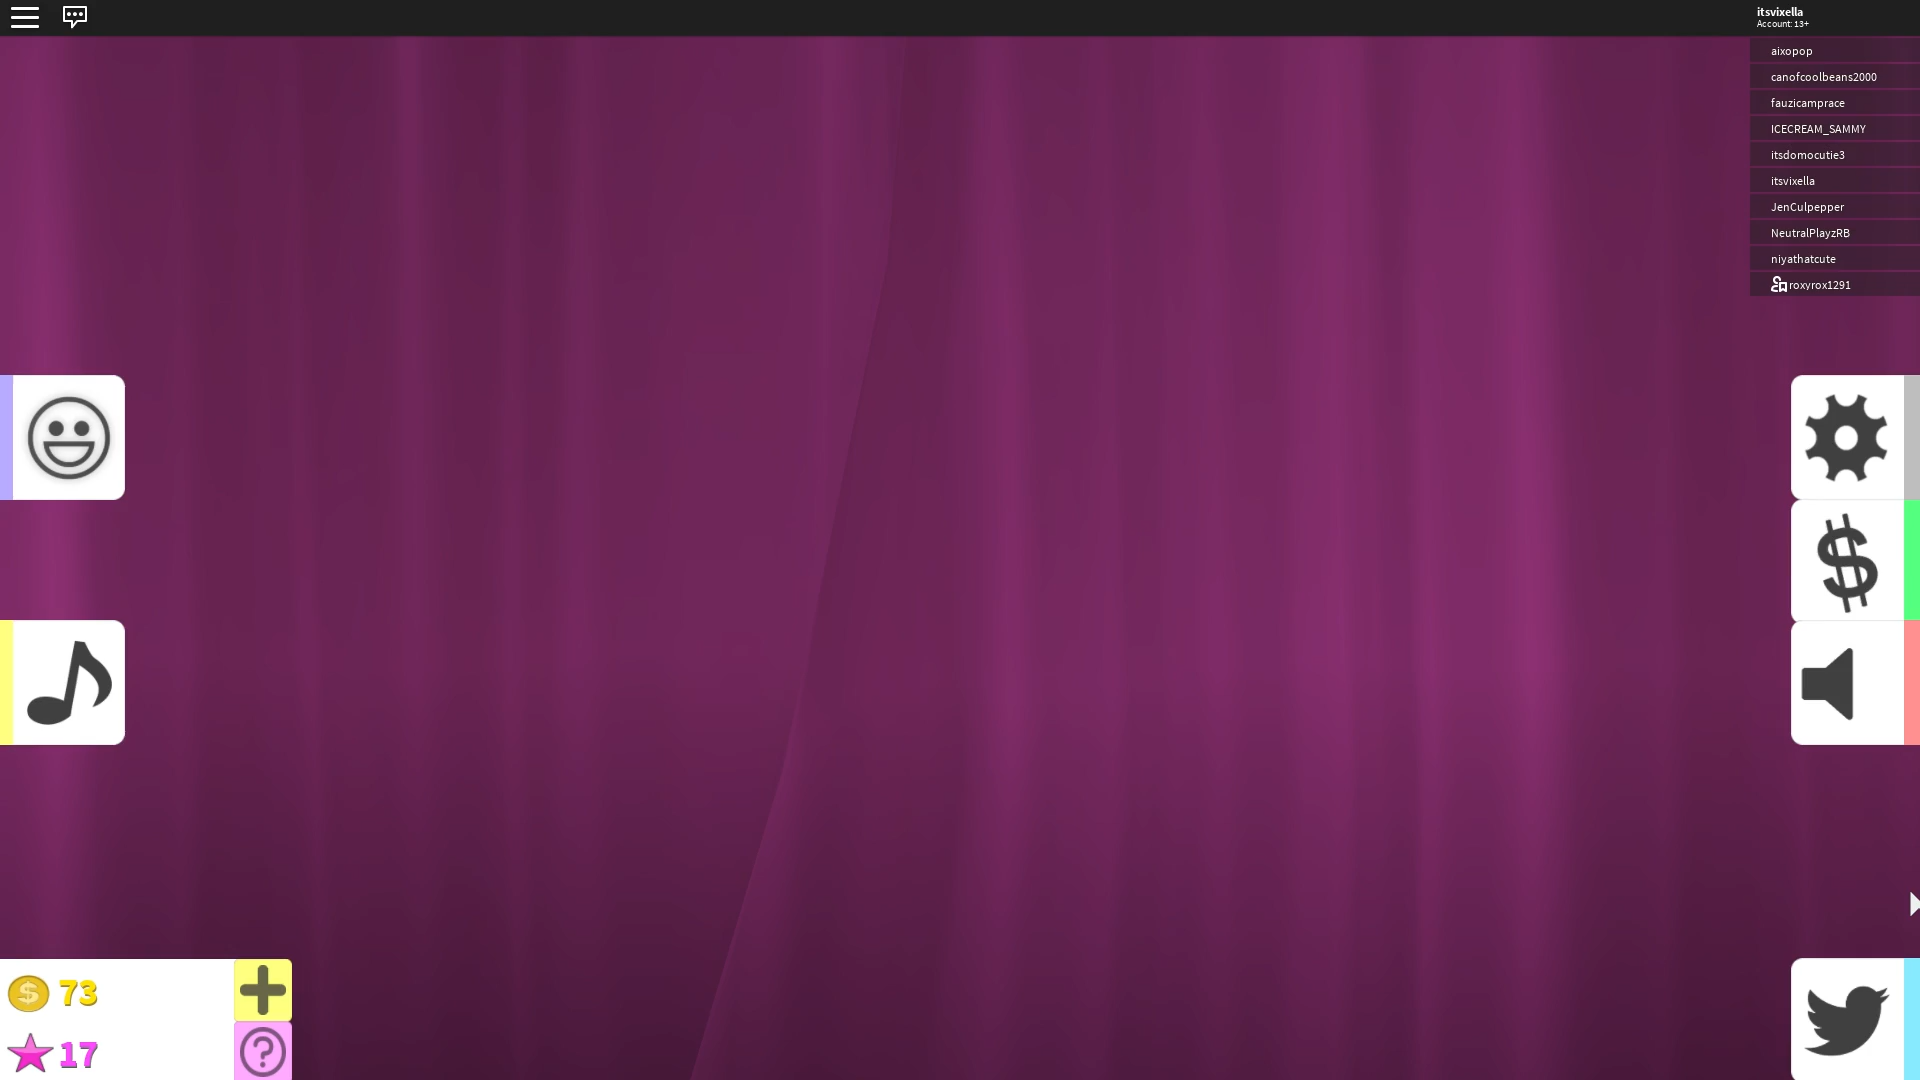 itsvixella
Account: 13+
aixopop
canofcoolbeans2000
fauzicamprace
ICECREAM_SAMMY
itsdomocutie3
itsvixella
JenCulpepper
NeutralPlayzRB
niyathatcute
roxyrox1291
73
17